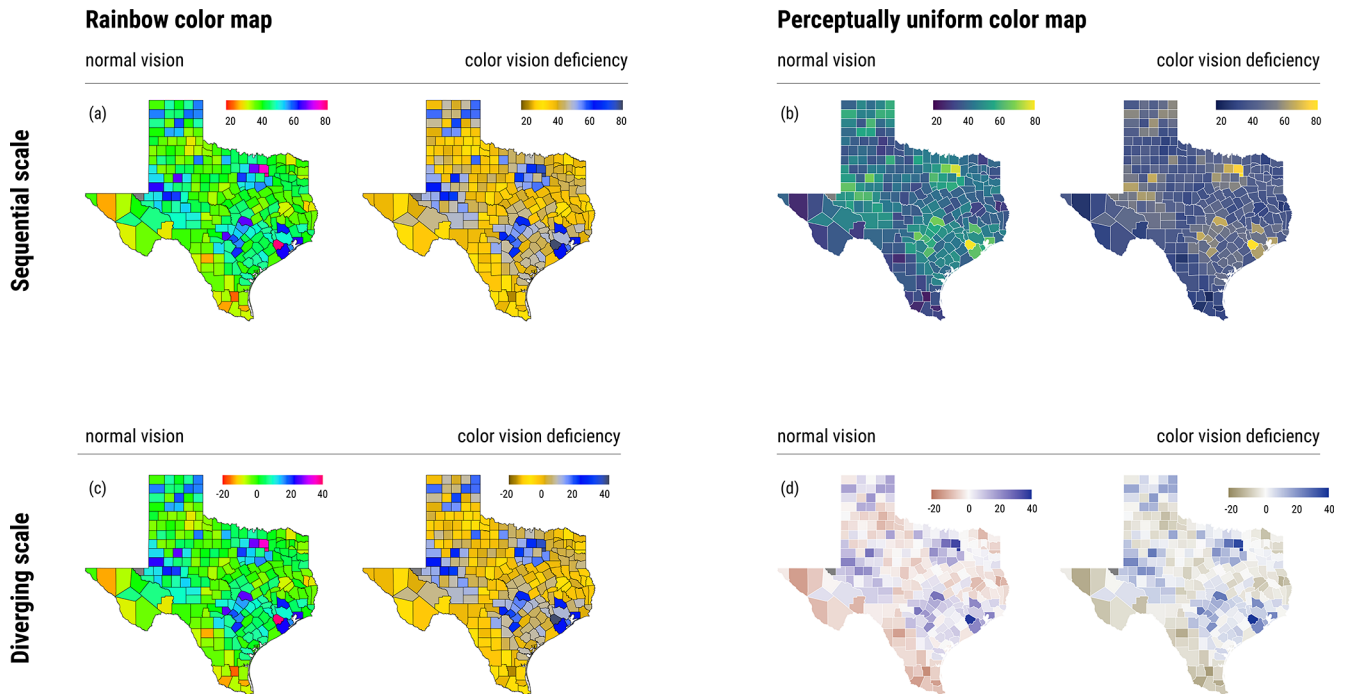 Rainbow color map
Perceptually uniform color map
normal vision
color vision deficiency
normal vision
color vision deficiency
Sequential scale
(a)
20 40 60 80
20 40 60 80
(b)
20 40 60 80
20 40 60 80
normal vision
color vision deficiency
normal vision
color vision deficiency
Diverging scale
(c)
-20 0 20 40
-20 0 20 40
(d)
-20 0 20 40
-20 0 20 40